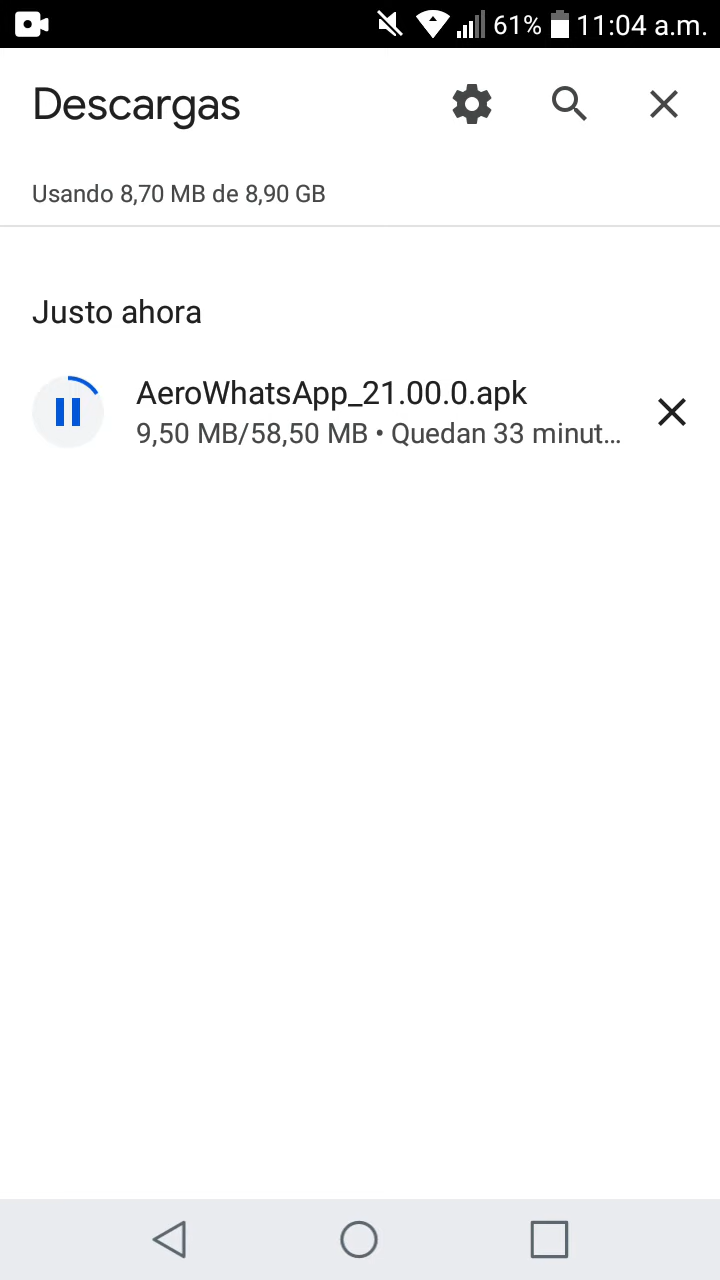 61% 11:04 a.m.
Descargas
Usando 8,70 MB de 8,90 GB
Justo ahora
AeroWhatsApp_21.00.0.apk
9,50 MB/58,50 MB • Quedan 33 minut...